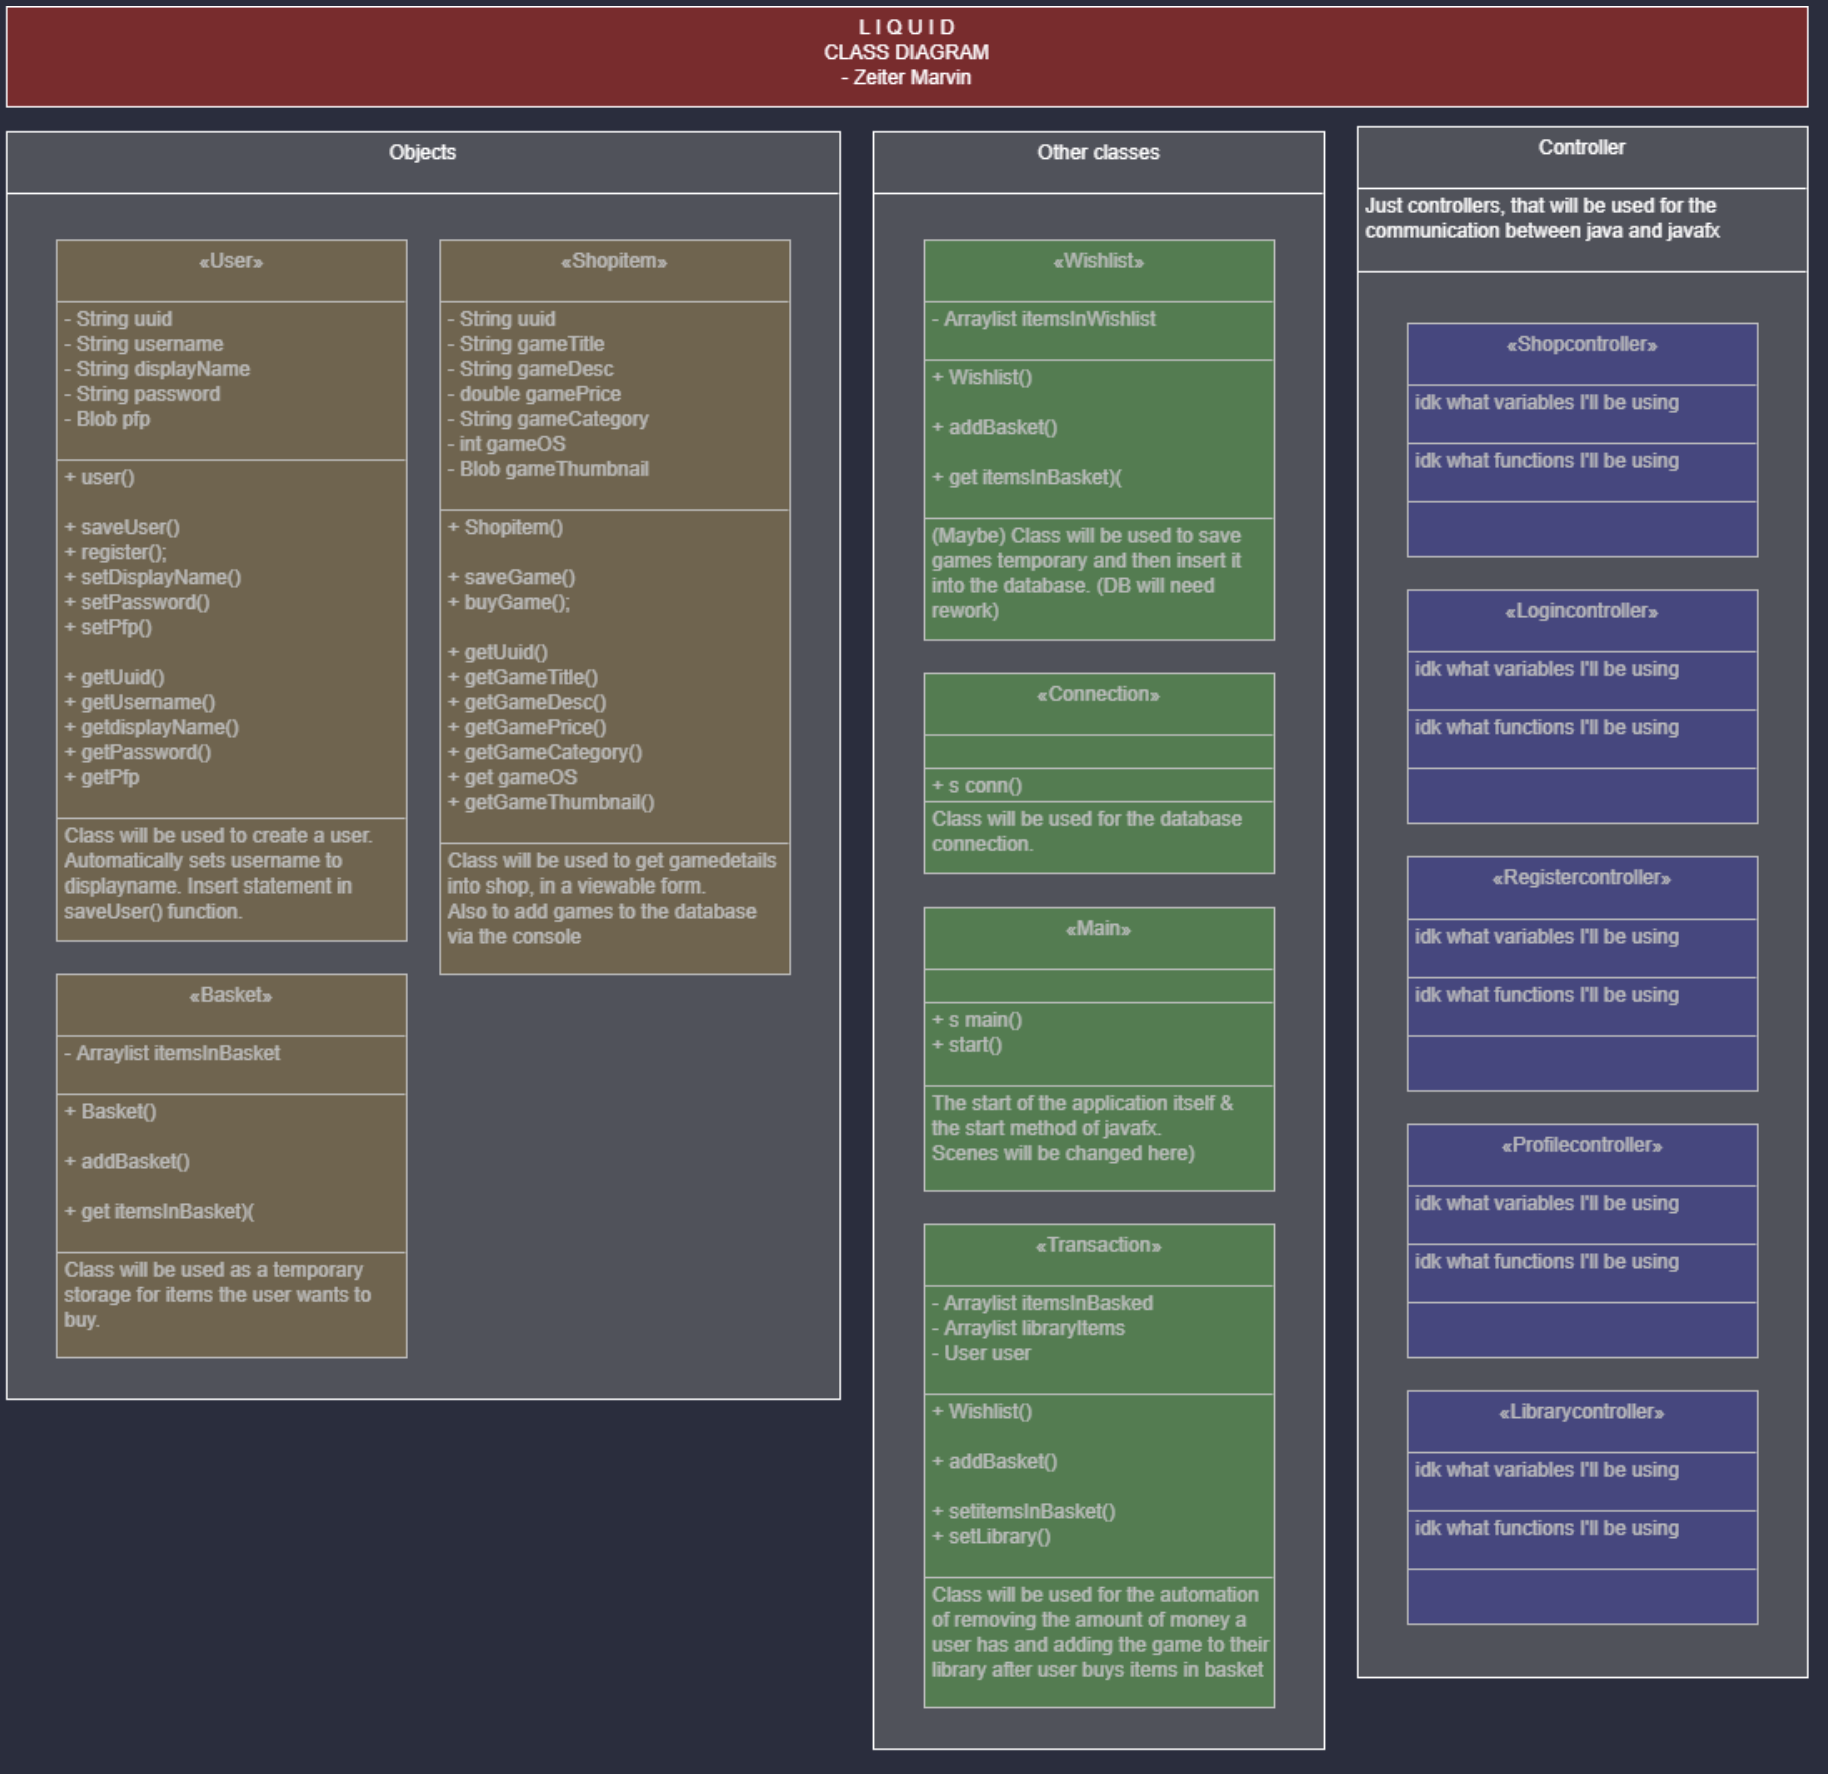 L I Q U I D
CLASS DIAGRAM
- Zeiter Marvin
Objects
«User»
- String uuid
- String username
- String displayName
- String password
- Blob pfp
+ user()
+ saveUser()
+ register();
+ setDisplayName()
+ setPassword()
+ setPfp()
+ getUuid()
+ getUsername()
+ getdisplayName()
+ getPassword()
+ getPfp
Class will be used to create a user.
Automatically sets username to
displayname. Insert statement in
saveUser() function.
«Shopitem»
- String uuid
- String gameTitle
- String gameDesc
- double gamePrice
- String gameCategory
- int gameOS
- Blob gameThumbnail
+ Shopitem()
+ saveGame()
+ buyGame();
+ getUuid()
+ getGameTitle()
+ getGameDesc()
+ getGamePrice()
+ getGameCategory()
+ get gameOS
+ getGameThumbnail()
Class will be used to get gamedetails
into shop, in a viewable form.
Also to add games to the database
via the console
«Basket»
- Arraylist itemsInBasket
+ Basket()
+ addBasket()
+ get itemsInBasket)(
Class will be used as a temporary
storage for items the user wants to
buy.
Other classes
«Wishlist»
- Arraylist itemsInWishlist
+ Wishlist()
+ addBasket()
+ get itemsInBasket)(
(Maybe) Class will be used to save
games temporary and then insert it
into the database. (DB will need
rework)
«Connection»
+ s conn()
Class will be used for the database
connection.
«Main»
+ s main()
+ start()
The start of the application itself &
the start method of javafx.
Scenes will be changed here)
«Transaction»
- Arraylist itemsInBasked
- Arraylist libraryItems
- User user
+ Wishlist()
+ addBasket()
+ setitemsInBasket()
+ setLibrary()
Class will be used for the automation
of removing the amount of money a
user has and adding the game to their
library after user buys items in basket
Controller
Just controllers, that will be used for the
communication between java and javafx
«Shopcontroller»
idk what variables I'll be using
idk what functions I'll be using
«Logincontroller»
idk what variables I'll be using
idk what functions I'll be using
«Registercontroller»
idk what variables I'll be using
idk what functions I'll be using
«Profilecontroller»
idk what variables I'll be using
idk what functions I'll be using
«Librarycontroller»
idk what variables I'll be using
idk what functions I'll be using